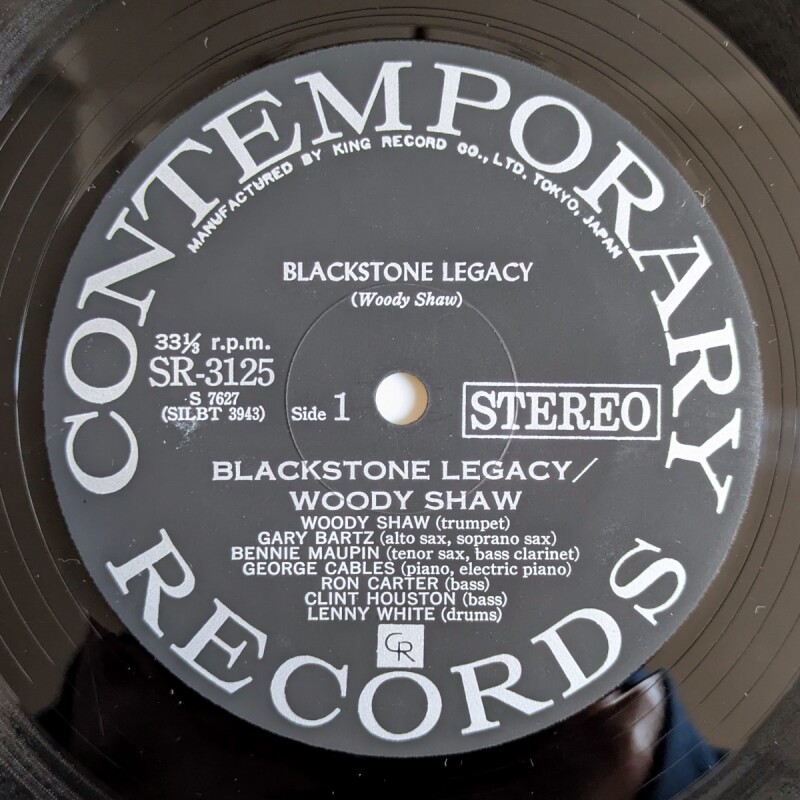 CONTEMPORARY
MANUFACTURED BY KING RECORD CO., LTD. TOKYO, JAPAN
BLACKSTONE LEGACY
(Woody Shaw)
33⅓ r.p.m.
SR-3125
S 7627
(SILBT 3943)
Side 1
STEREO
BLACKSTONE LEGACY/
WOODY SHAW
WOODY SHAW (trumpet)
GARY BARTZ (alto sax, soprano sax)
BENNIE MAUPIN (tenor sax, bass clarinet)
GEORGE CABLES (piano, electric piano)
RON CARTER (bass)
CLINT HOUSTON (bass)
LENNY WHITE (drums)
CR
RECORDS